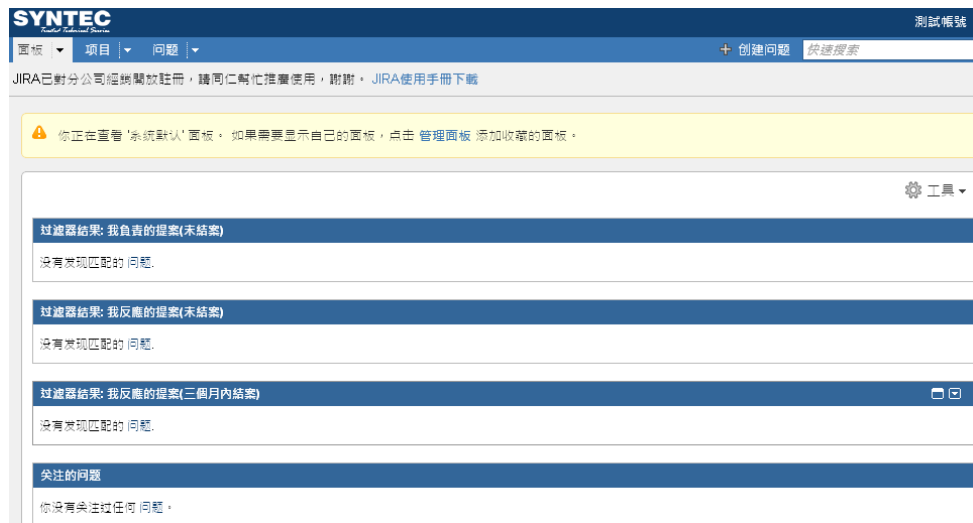 SYNTEC
Trusted Technical Service
測試帳號
面板 项目 问题 创建问题 快速搜索
JIRA已對分公司經銷開放註冊，請同仁幫忙推廣使用，謝謝。 JIRA使用手冊下載
你正在查看 '系统默认' 面板。 如果需要显示自己的面板，点击 管理面板 添加收藏的面板。
工具
过滤器结果: 我負責的提案(未結案)
没有发现匹配的 问题.
过滤器结果: 我反應的提案(未結案)
没有发现匹配的 问题.
过滤器结果: 我反應的提案(三個月內結案)
没有发现匹配的 问题.
关注的问题
你没有关注过任何 问题。